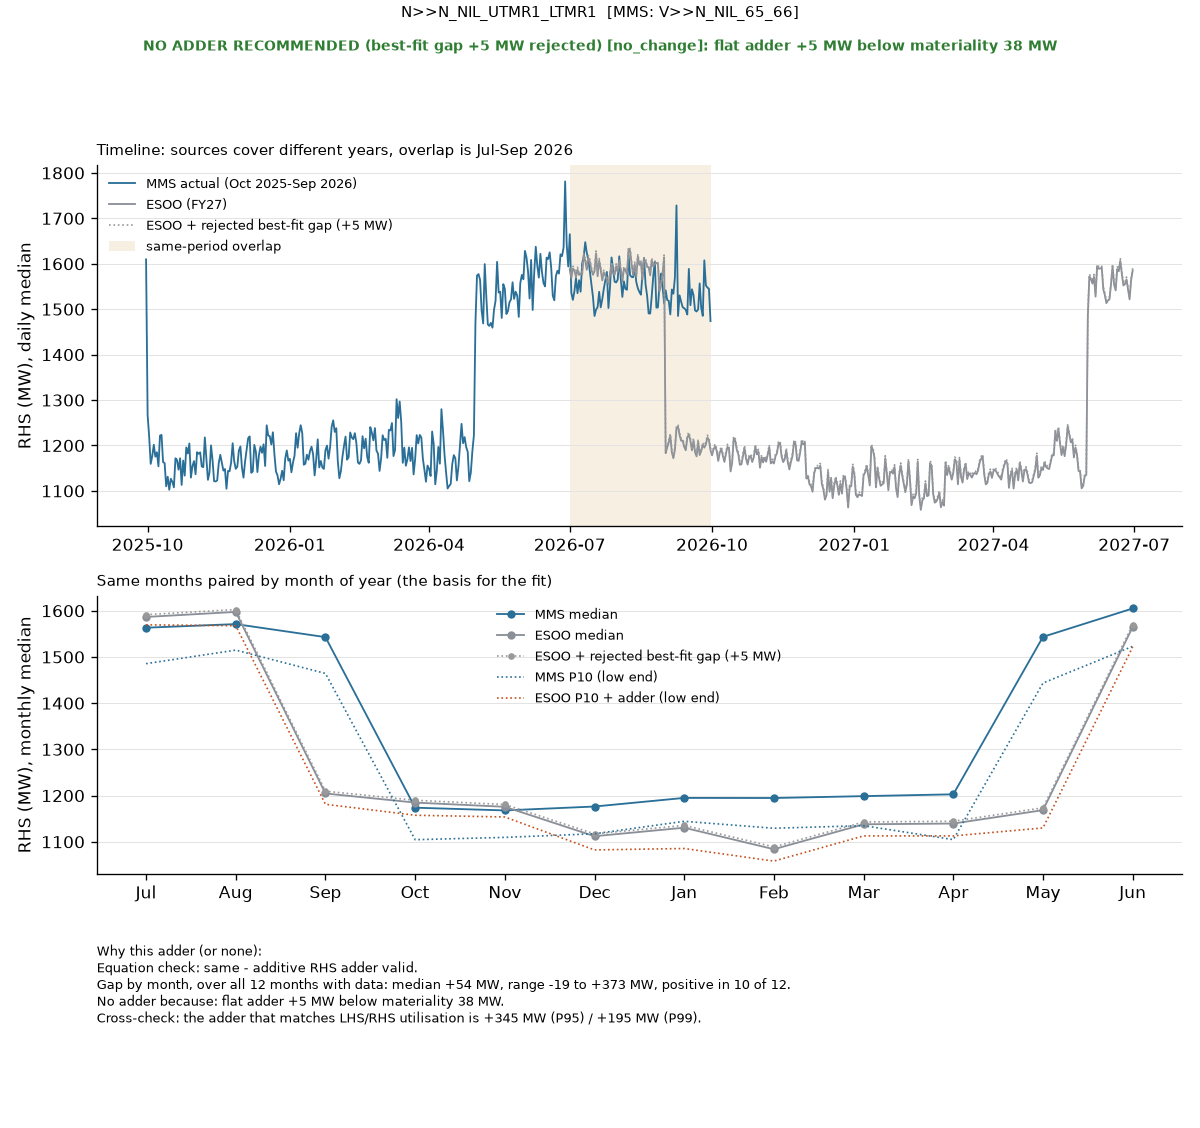 N>>N_NIL_UTMR1_LTMR1 [MMS: V>>N_NIL_65_66]
NO ADDER RECOMMENDED (best-fit gap +5 MW rejected) [no_change]: flat adder +5 MW below materiality 38 MW
Timeline: sources cover different years, overlap is Jul-Sep 2026
RHS (MW), daily median
1800
1700
1600
1500
1400
1300
1200
1100
MMS actual (Oct 2025-Sep 2026)
ESOO (FY27)
ESOO + rejected best-fit gap (+5 MW)
same-period overlap
2025-10
2026-01
2026-04
2026-07
2026-10
2027-01
2027-04
2027-07
Same months paired by month of year (the basis for the fit)
RHS (MW), monthly median
1600
1500
1400
1300
1200
1100
MMS median
ESOO median
ESOO + rejected best-fit gap (+5 MW)
MMS P10 (low end)
ESOO P10 + adder (low end)
Jul
Aug
Sep
Oct
Nov
Dec
Jan
Feb
Mar
Apr
May
Jun
Why this adder (or none):
Equation check: same - additive RHS adder valid.
Gap by month, over all 12 months with data: median +54 MW, range -19 to +373 MW, positive in 10 of 12.
No adder because: flat adder +5 MW below materiality 38 MW.
Cross-check: the adder that matches LHS/RHS utilisation is +345 MW (P95) / +195 MW (P99).